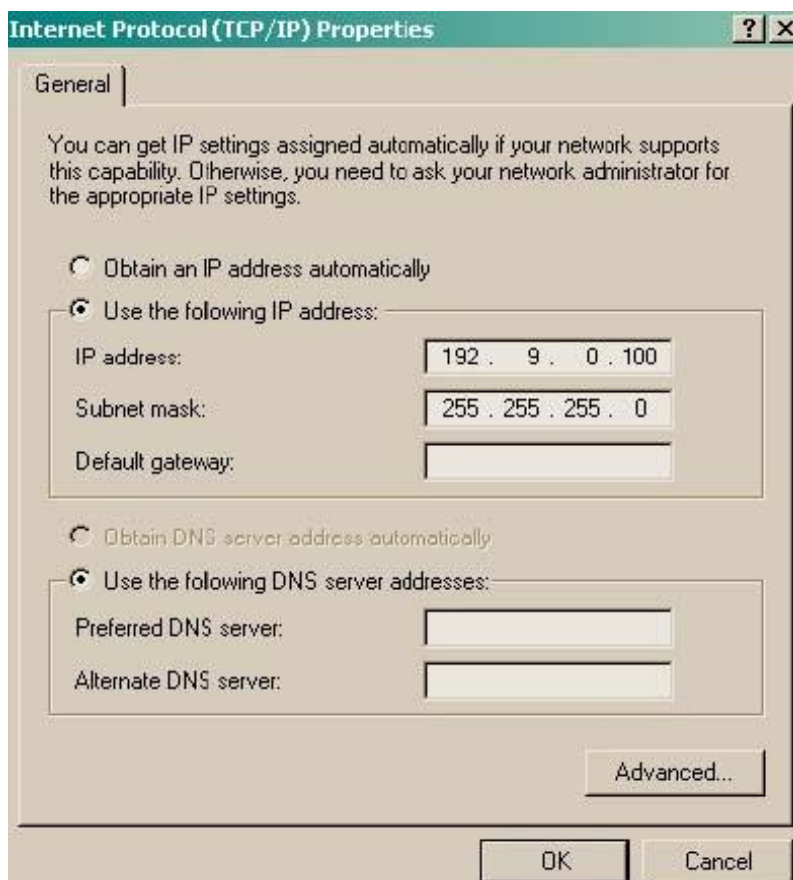 Internet Protocol (TCP/IP) Properties
General
You can get IP settings assigned automatically if your network supports
this capability. Otherwise, you need to ask your network administrator for
the appropriate IP settings.
Obtain an IP address automatically
Use the following IP address:
IP address: 192 . 9 . 0 . 100
Subnet mask: 255 . 255 . 255 . 0
Default gateway:
Obtain DNS server address automatically
Use the following DNS server addresses:
Preferred DNS server:
Alternate DNS server:
Advanced...
OK Cancel